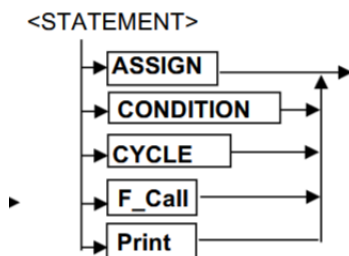 <STATEMENT>
ASSIGN
CONDITION
CYCLE
F_Call
Print